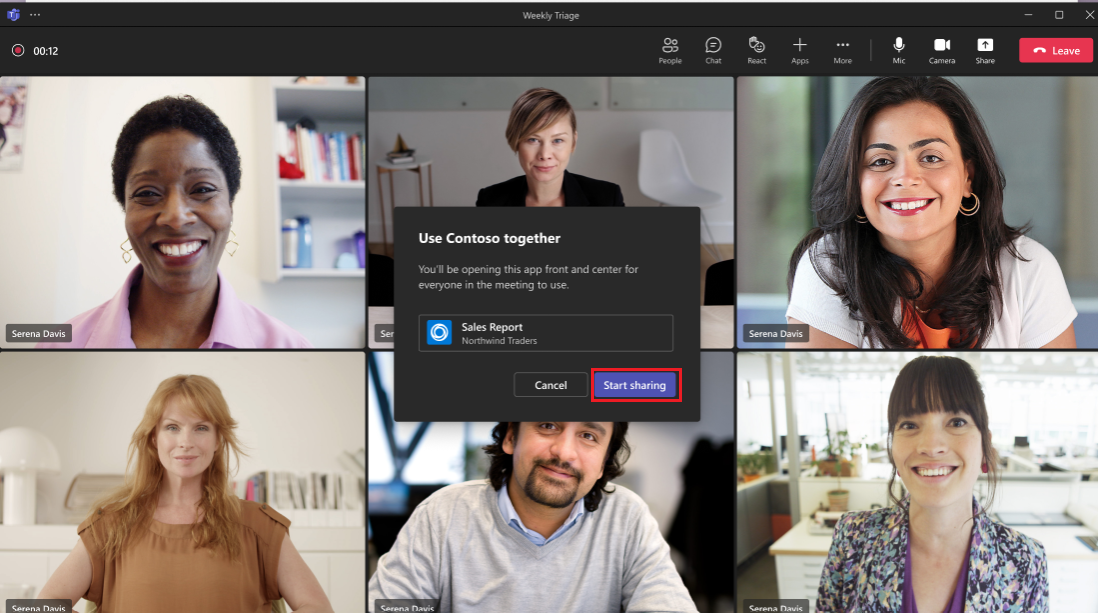 Weekly Triage
00:12
People
Chat
React
Apps
More
Mic
Camera
Share
Leave
Use Contoso together
You'll be opening this app front and center for
everyone in the meeting to use.
Sales Report
Northwind Traders
Cancel
Start sharing
Serena Davis
Ser
Serena Davis
Serena Davis
Serena Davis
Serena Davis